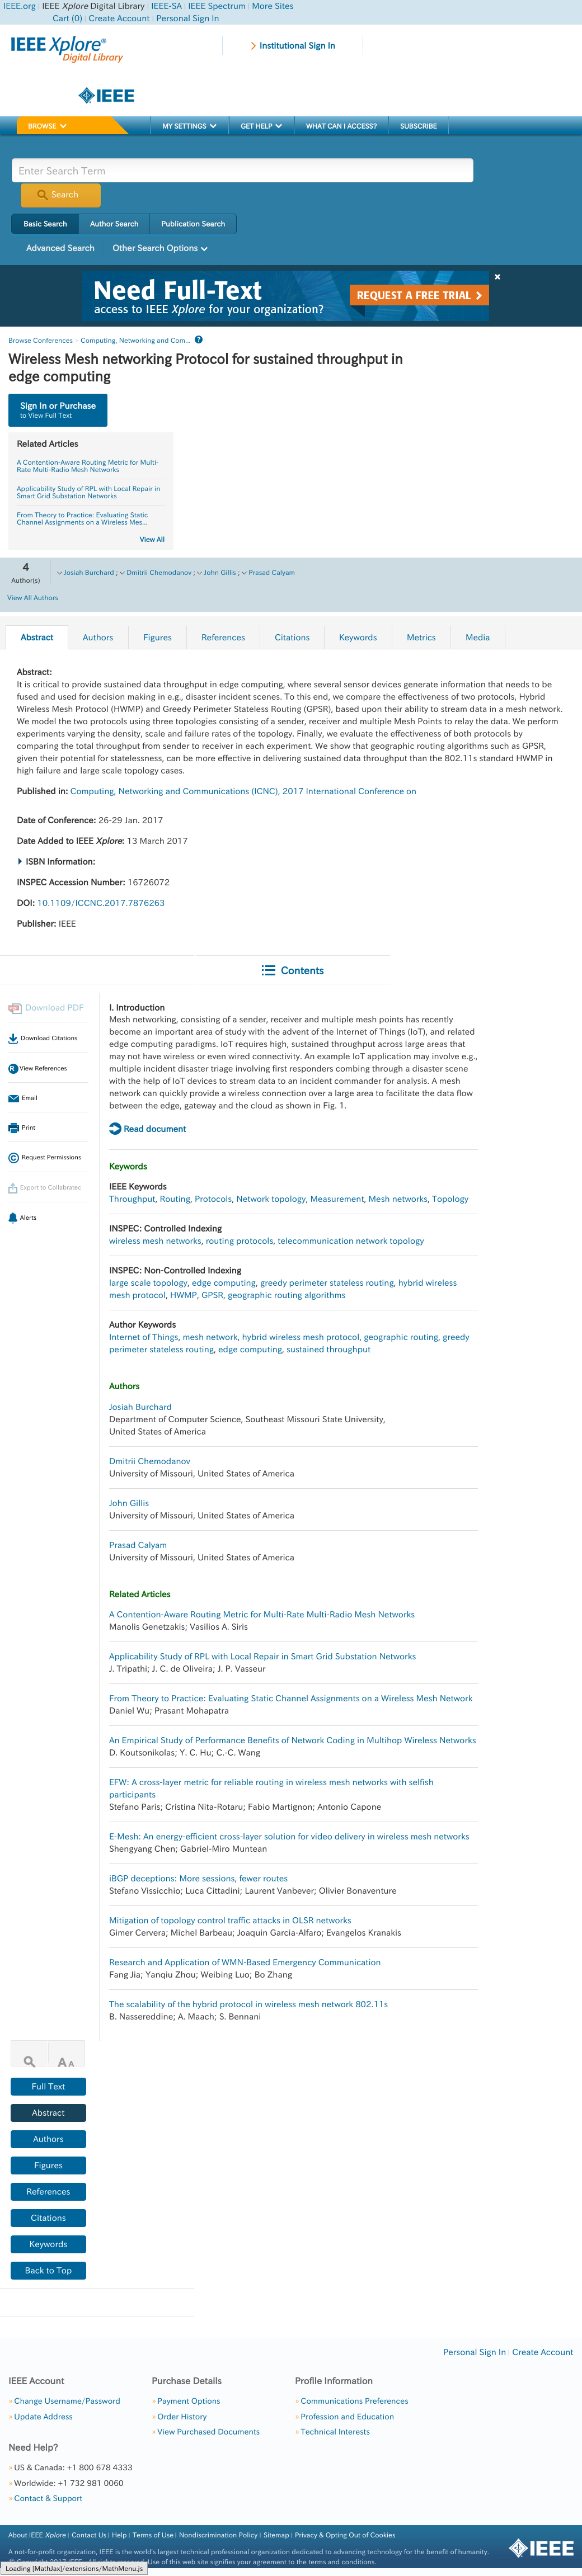 IEEE.org | IEEE Xplore Digital Library | IEEE-SA | IEEE Spectrum | More Sites
Cart (0) | Create Account | Personal Sign In
IEEE Xplore®
Digital Library
Institutional Sign In
IEEE
BROWSE
MY SETTINGS
GET HELP
WHAT CAN I ACCESS?
SUBSCRIBE
Enter Search Term
Search
Basic Search
Author Search
Publication Search
Advanced Search
Other Search Options
Need Full-Text
access to IEEE Xplore for your organization?
REQUEST A FREE TRIAL
Browse Conferences > Computing, Networking and Com...
Wireless Mesh networking Protocol for sustained throughput in
edge computing
Sign In or Purchase
to View Full Text
Related Articles
A Contention-Aware Routing Metric for Multi-
Rate Multi-Radio Mesh Networks
Applicability Study of RPL with Local Repair in
Smart Grid Substation Networks
From Theory to Practice: Evaluating Static
Channel Assignments on a Wireless Mes...
View All
4
Author(s)
Josiah Burchard ; Dmitrii Chemodanov ; John Gillis ; Prasad Calyam
View All Authors
Abstract
Authors
Figures
References
Citations
Keywords
Metrics
Media
Abstract:
It is critical to provide sustained data throughput in edge computing, where several sensor devices generate information that needs to be
fused and used for decision making in e.g., disaster incident scenes. To this end, we compare the effectiveness of two protocols, Hybrid
Wireless Mesh Protocol (HWMP) and Greedy Perimeter Stateless Routing (GPSR), based upon their ability to stream data in a mesh network.
We model the two protocols using three topologies consisting of a sender, receiver and multiple Mesh Points to relay the data. We perform
experiments varying the density, scale and failure rates of the topology. Finally, we evaluate the effectiveness of both protocols by
comparing the total throughput from sender to receiver in each experiment. We show that geographic routing algorithms such as GPSR,
given their potential for statelessness, can be more effective in delivering sustained data throughput than the 802.11s standard HWMP in
high failure and large scale topology cases.
Published in: Computing, Networking and Communications (ICNC), 2017 International Conference on
Date of Conference: 26-29 Jan. 2017
Date Added to IEEE Xplore: 13 March 2017
ISBN Information:
INSPEC Accession Number: 16726072
DOI: 10.1109/ICCNC.2017.7876263
Publisher: IEEE
Contents
Download PDF
Download Citations
View References
Email
Print
Request Permissions
Export to Collabratec
Alerts
I. Introduction
Mesh networking, consisting of a sender, receiver and multiple mesh points has recently
become an important area of study with the advent of the Internet of Things (IoT), and related
edge computing paradigms. IoT requires high, sustained throughput across large areas that
may not have wireless or even wired connectivity. An example IoT application may involve e.g.,
multiple incident disaster triage involving first responders combing through a disaster scene
with the help of IoT devices to stream data to an incident commander for analysis. A mesh
network can quickly provide a wireless connection over a large area to facilitate the data flow
between the edge, gateway and the cloud as shown in Fig. 1.
Read document
Keywords
IEEE Keywords
Throughput, Routing, Protocols, Network topology, Measurement, Mesh networks, Topology
INSPEC: Controlled Indexing
wireless mesh networks, routing protocols, telecommunication network topology
INSPEC: Non-Controlled Indexing
large scale topology, edge computing, greedy perimeter stateless routing, hybrid wireless
mesh protocol, HWMP, GPSR, geographic routing algorithms
Author Keywords
Internet of Things, mesh network, hybrid wireless mesh protocol, geographic routing, greedy
perimeter stateless routing, edge computing, sustained throughput
Authors
Josiah Burchard
Department of Computer Science, Southeast Missouri State University,
United States of America
Dmitrii Chemodanov
University of Missouri, United States of America
John Gillis
University of Missouri, United States of America
Prasad Calyam
University of Missouri, United States of America
Related Articles
A Contention-Aware Routing Metric for Multi-Rate Multi-Radio Mesh Networks
Manolis Genetzakis; Vasilios A. Siris
Applicability Study of RPL with Local Repair in Smart Grid Substation Networks
J. Tripathi; J. C. de Oliveira; J. P. Vasseur
From Theory to Practice: Evaluating Static Channel Assignments on a Wireless Mesh Network
Daniel Wu; Prasant Mohapatra
An Empirical Study of Performance Benefits of Network Coding in Multihop Wireless Networks
D. Koutsonikolas; Y. C. Hu; C.-C. Wang
EFW: A cross-layer metric for reliable routing in wireless mesh networks with selfish
participants
Stefano Paris; Cristina Nita-Rotaru; Fabio Martignon; Antonio Capone
E-Mesh: An energy-efficient cross-layer solution for video delivery in wireless mesh networks
Shengyang Chen; Gabriel-Miro Muntean
iBGP deceptions: More sessions, fewer routes
Stefano Vissicchio; Luca Cittadini; Laurent Vanbever; Olivier Bonaventure
Mitigation of topology control traffic attacks in OLSR networks
Gimer Cervera; Michel Barbeau; Joaquin Garcia-Alfaro; Evangelos Kranakis
Research and Application of WMN-Based Emergency Communication
Fang Jia; Yanqiu Zhou; Weibing Luo; Bo Zhang
The scalability of the hybrid protocol in wireless mesh network 802.11s
B. Nassereddine; A. Maach; S. Bennani
AA
Full Text
Abstract
Authors
Figures
References
Citations
Keywords
Back to Top
Personal Sign In | Create Account
IEEE Account
» Change Username/Password
» Update Address
Purchase Details
» Payment Options
» Order History
» View Purchased Documents
Profile Information
» Communications Preferences
» Profession and Education
» Technical Interests
Need Help?
» US & Canada: +1 800 678 4333
» Worldwide: +1 732 981 0060
» Contact & Support
About IEEE Xplore | Contact Us | Help | Terms of Use | Nondiscrimination Policy | Sitemap | Privacy & Opting Out of Cookies
A not-for-profit organization, IEEE is the world's largest technical professional organization dedicated to advancing technology for the benefit of humanity.
Use of this web site signifies your agreement to the terms and conditions.
IEEE
Loading [MathJax]/extensions/MathMenu.js